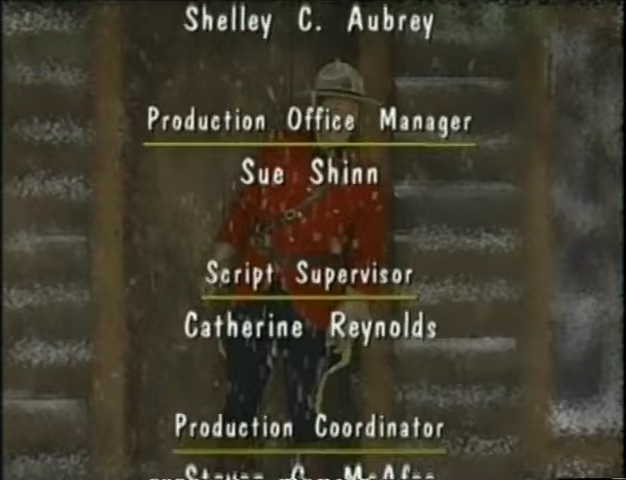 Shelley C. Aubrey
Production Office Manager
Sue Shinn
Script Supervisor
Catherine Reynolds
Production Coordinator